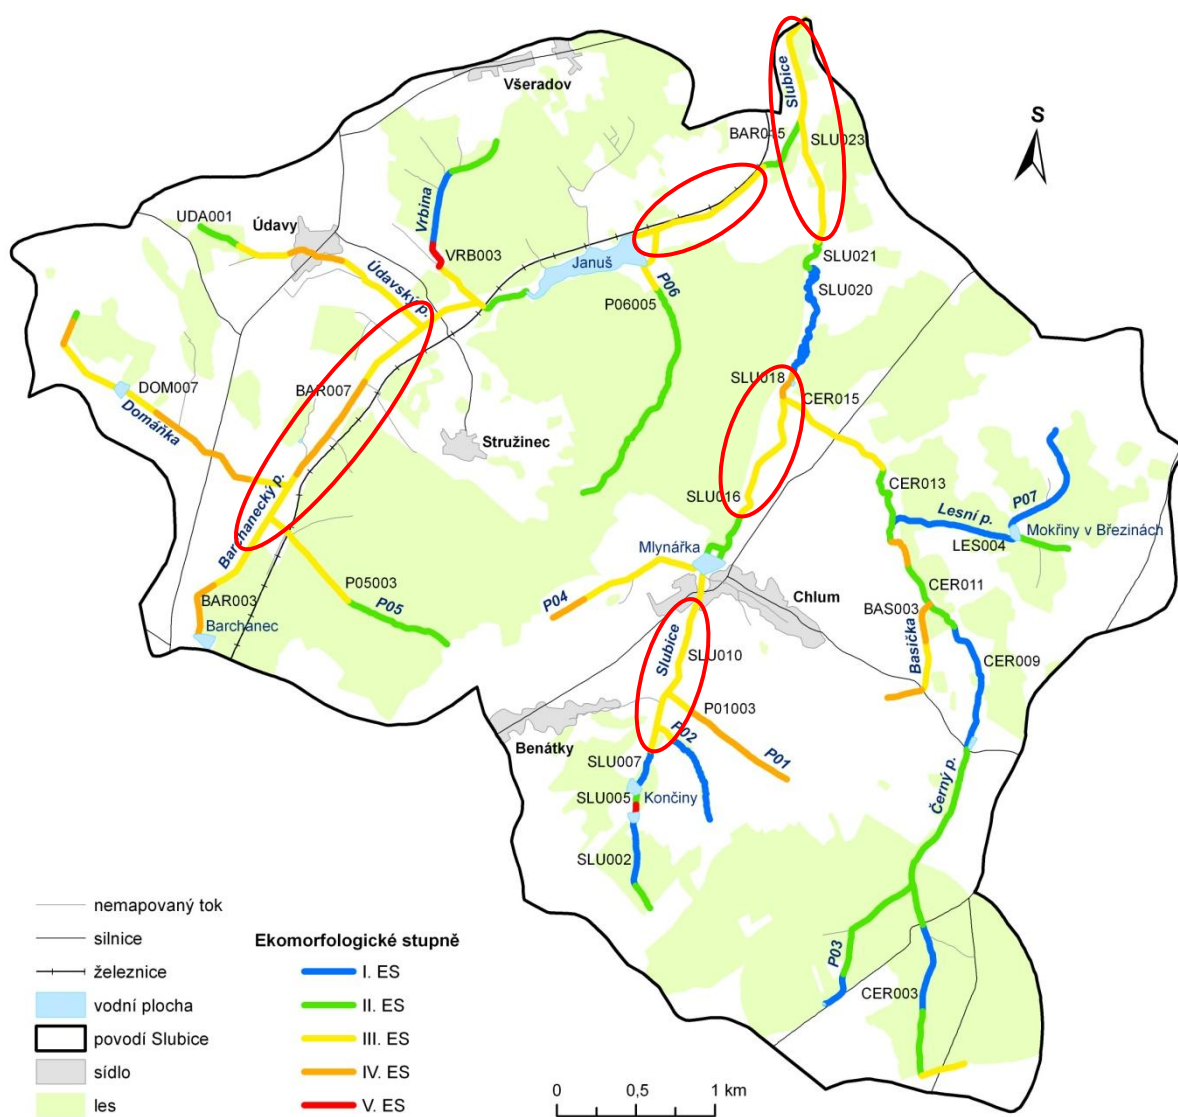 Všeradov
Slubice
S
BAR015
SLU023
Vrbina
UDA001
Údavy
VRB003
SLU021
Januš
SLU020
Údavský p.
P06
P06005
SLU018
DOM007
BAR007
CER015
Domáňka
Stružinec
CER013
P07
SLU016
Barchanecký p.
Lesní p.
Mokřiny v Březinách
LES004
Mlynářka
P05003
CER011
BAR003
P05
P04
Chlum
BAS003
Barchanec
Slubice
Basička
SLU010
CER009
P01003
P02
Benátky
P01
SLU007
Černý p.
SLU005
Končiny
SLU002
P03
CER003
nemapovaný tok
silnice
železnice
vodní plocha
povodí Slubice
sídlo
les
Ekomorfologické stupně
I. ES
II. ES
III. ES
IV. ES
V. ES
0 0,5 1 km